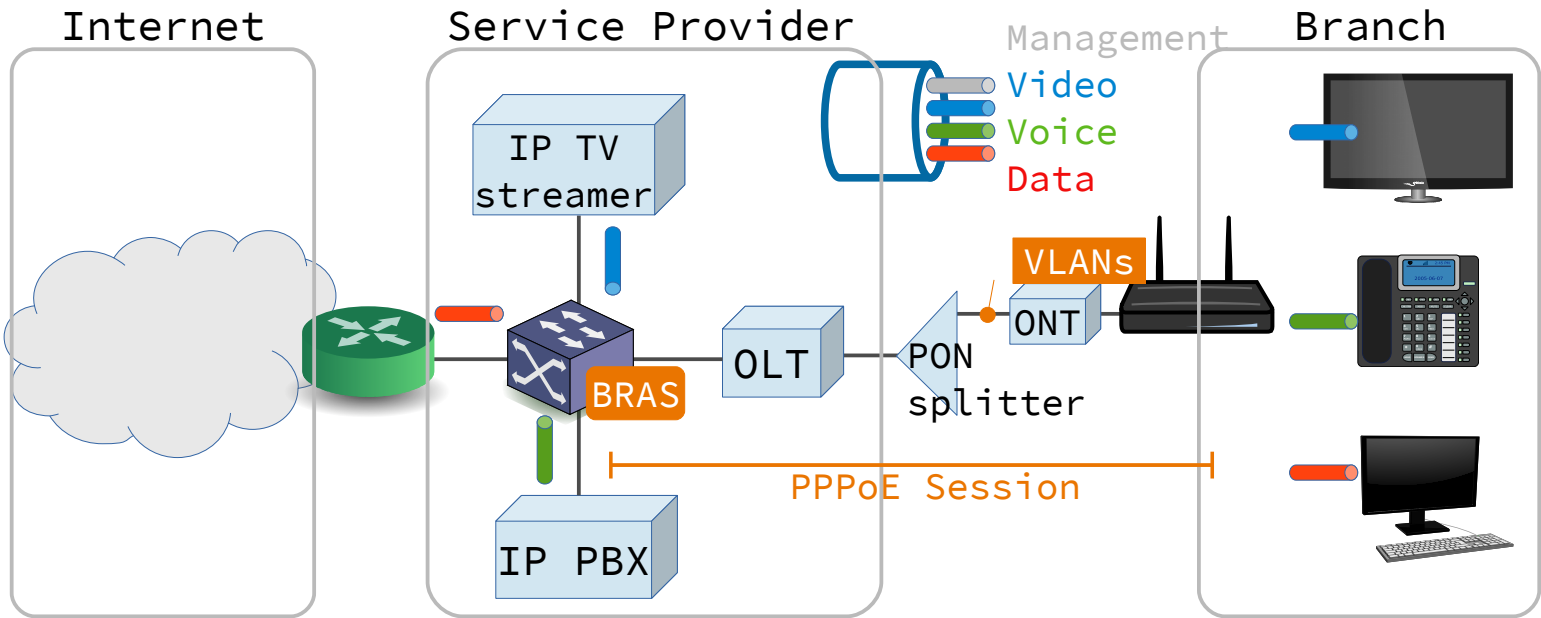 Internet
Service Provider
Branch
Management
Video
Voice
Data
IP TV
streamer
VLANs
ONT
OLT
PON
splitter
BRAS
PPPoE Session
IP PBX